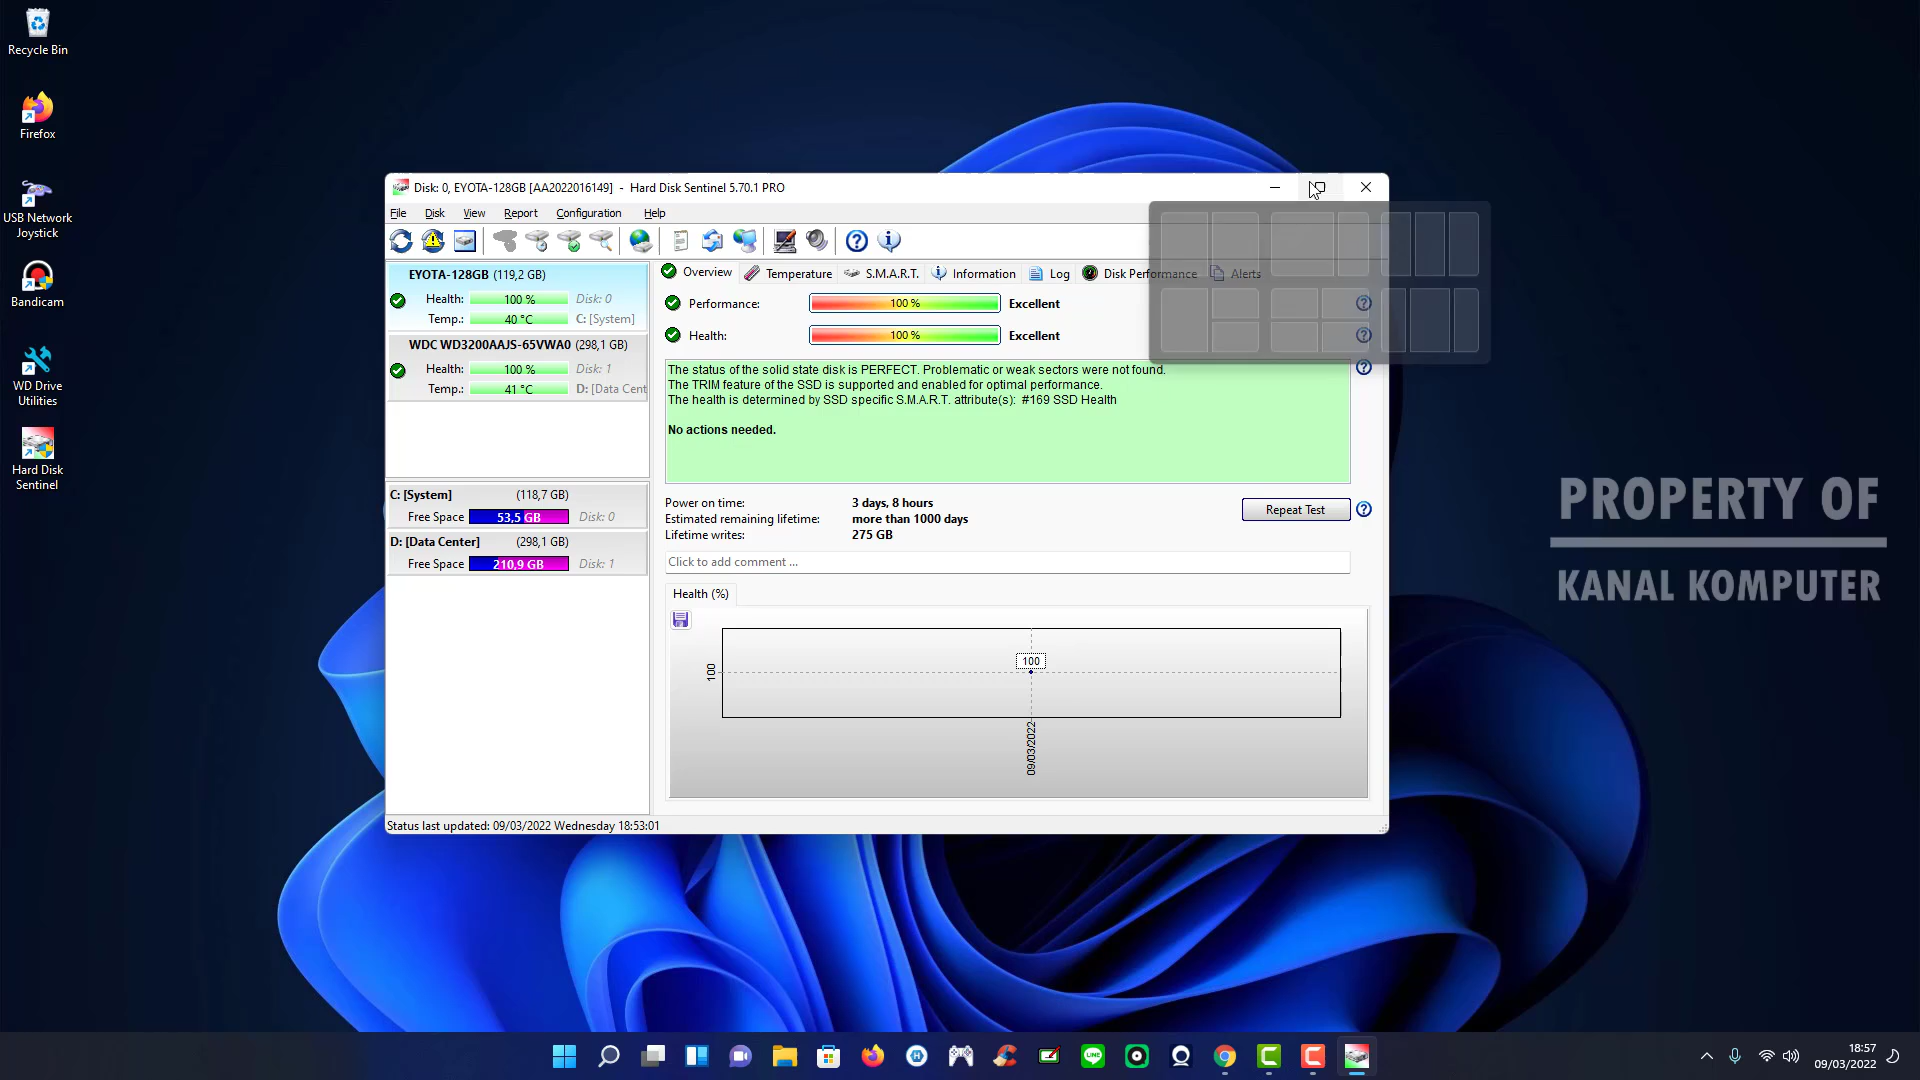 Recycle Bin
Firefox
USB Network
Joystick
Bandicam
WD Drive
Utilities
Hard Disk
Sentinel
Disk: 0, EYOTA-128GB [AA2022016149] - Hard Disk Sentinel 5.70.1 PRO
File Disk View Report Configuration Help
EYOTA-128GB (119,2 GB)
Health: 100 % Disk: 0
Temp.: 40 °C C: [System]
WDC WD3200AAJS-65VWA0 (298,1 GB)
Health: 100 % Disk: 1
Temp.: 41 °C D: [Data Cent
C: [System] (118,7 GB)
Free Space 53,5 GB Disk: 0
D: [Data Center] (298,1 GB)
Free Space 210,9 GB Disk: 1
Overview Temperature S.M.A.R.T. Information Log Disk Performance Alerts
Performance: 100 % Excellent
Health: 100 % Excellent
The status of the solid state disk is PERFECT. Problematic or weak sectors were not found.
The TRIM feature of the SSD is supported and enabled for optimal performance.
The health is determined by SSD specific S.M.A.R.T. attribute(s): #169 SSD Health
No actions needed.
Power on time: 3 days, 8 hours
Estimated remaining lifetime: more than 1000 days
Lifetime writes: 275 GB
Repeat Test
Click to add comment ...
Health (%)
100
100
09/03/2022
Status last updated: 09/03/2022 Wednesday 18:53:01
PROPERTY OF
KANAL KOMPUTER
LINE
18:57
09/03/2022